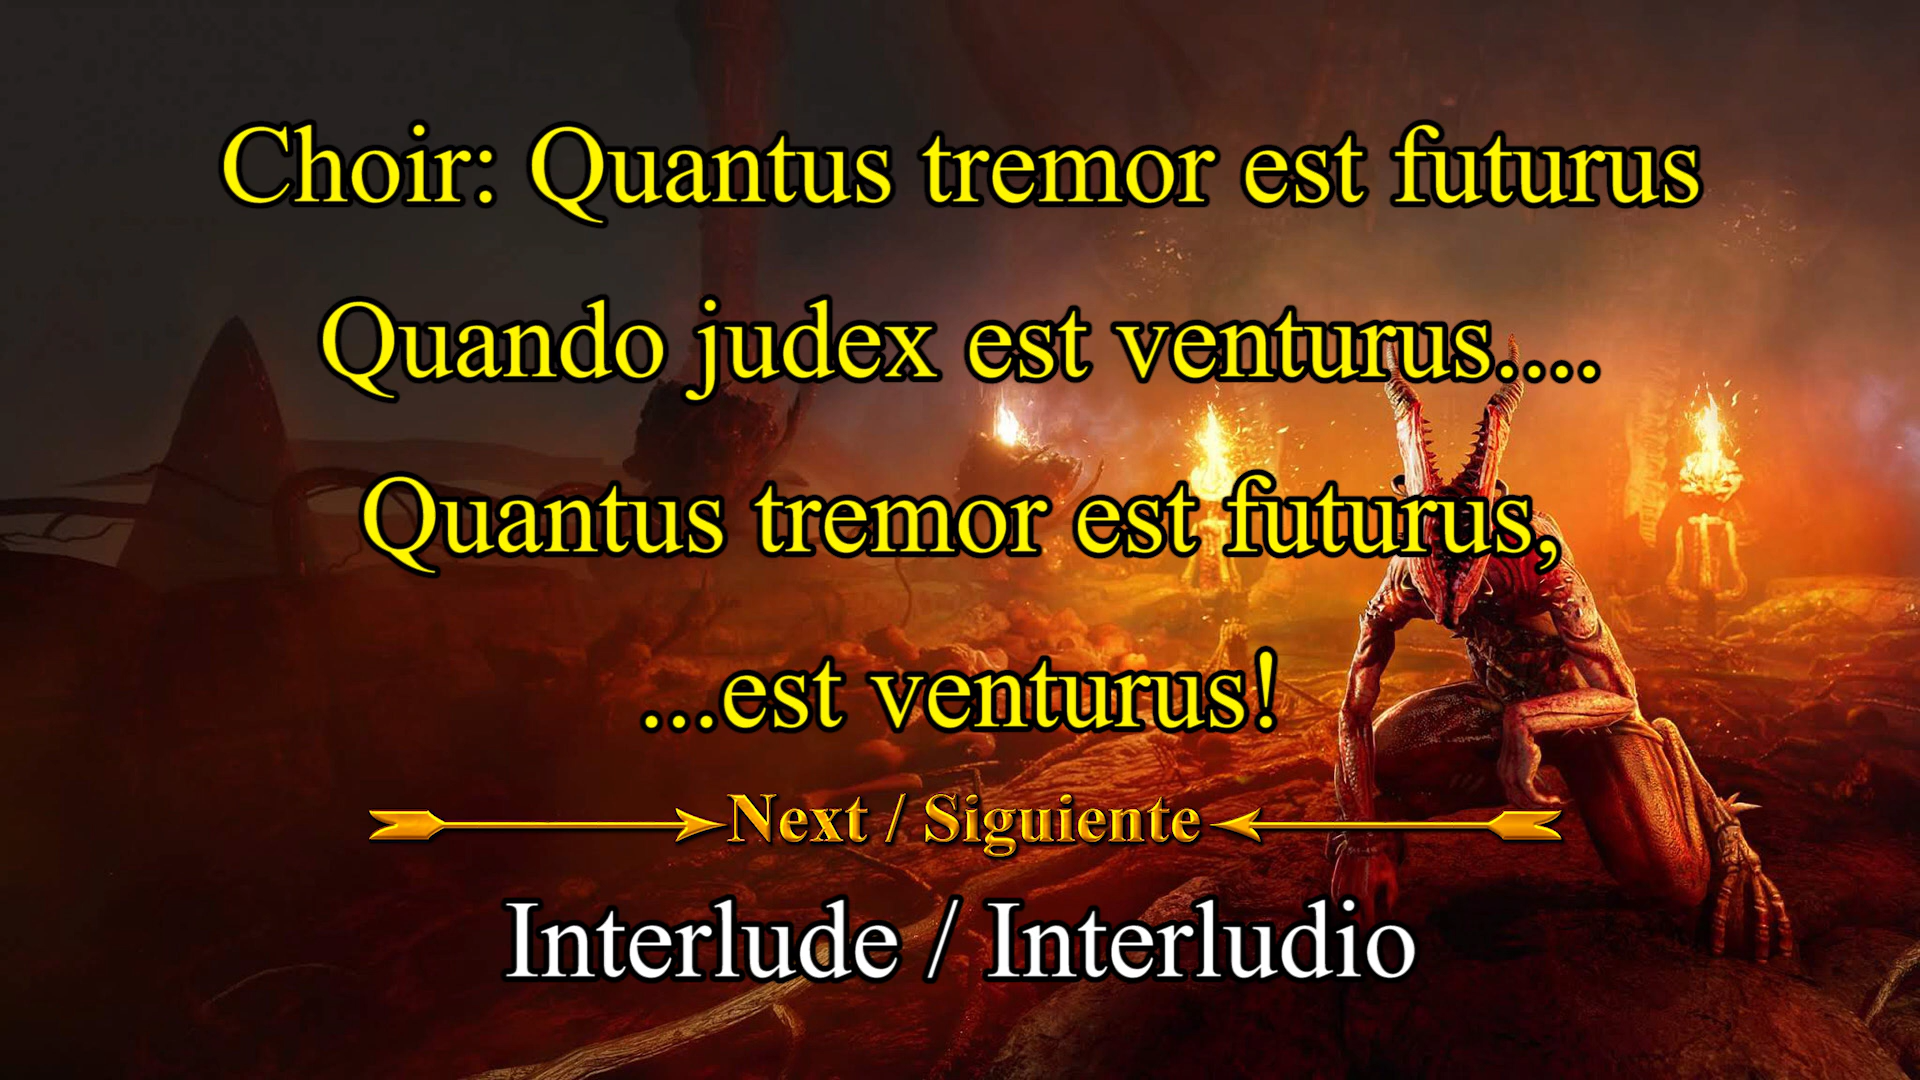 Choir: Quantus tremor est futurus
Quando judex est venturus....
Quantus tremor est futurus,
...est venturus!
Next / Siguiente
Interlude / Interludio